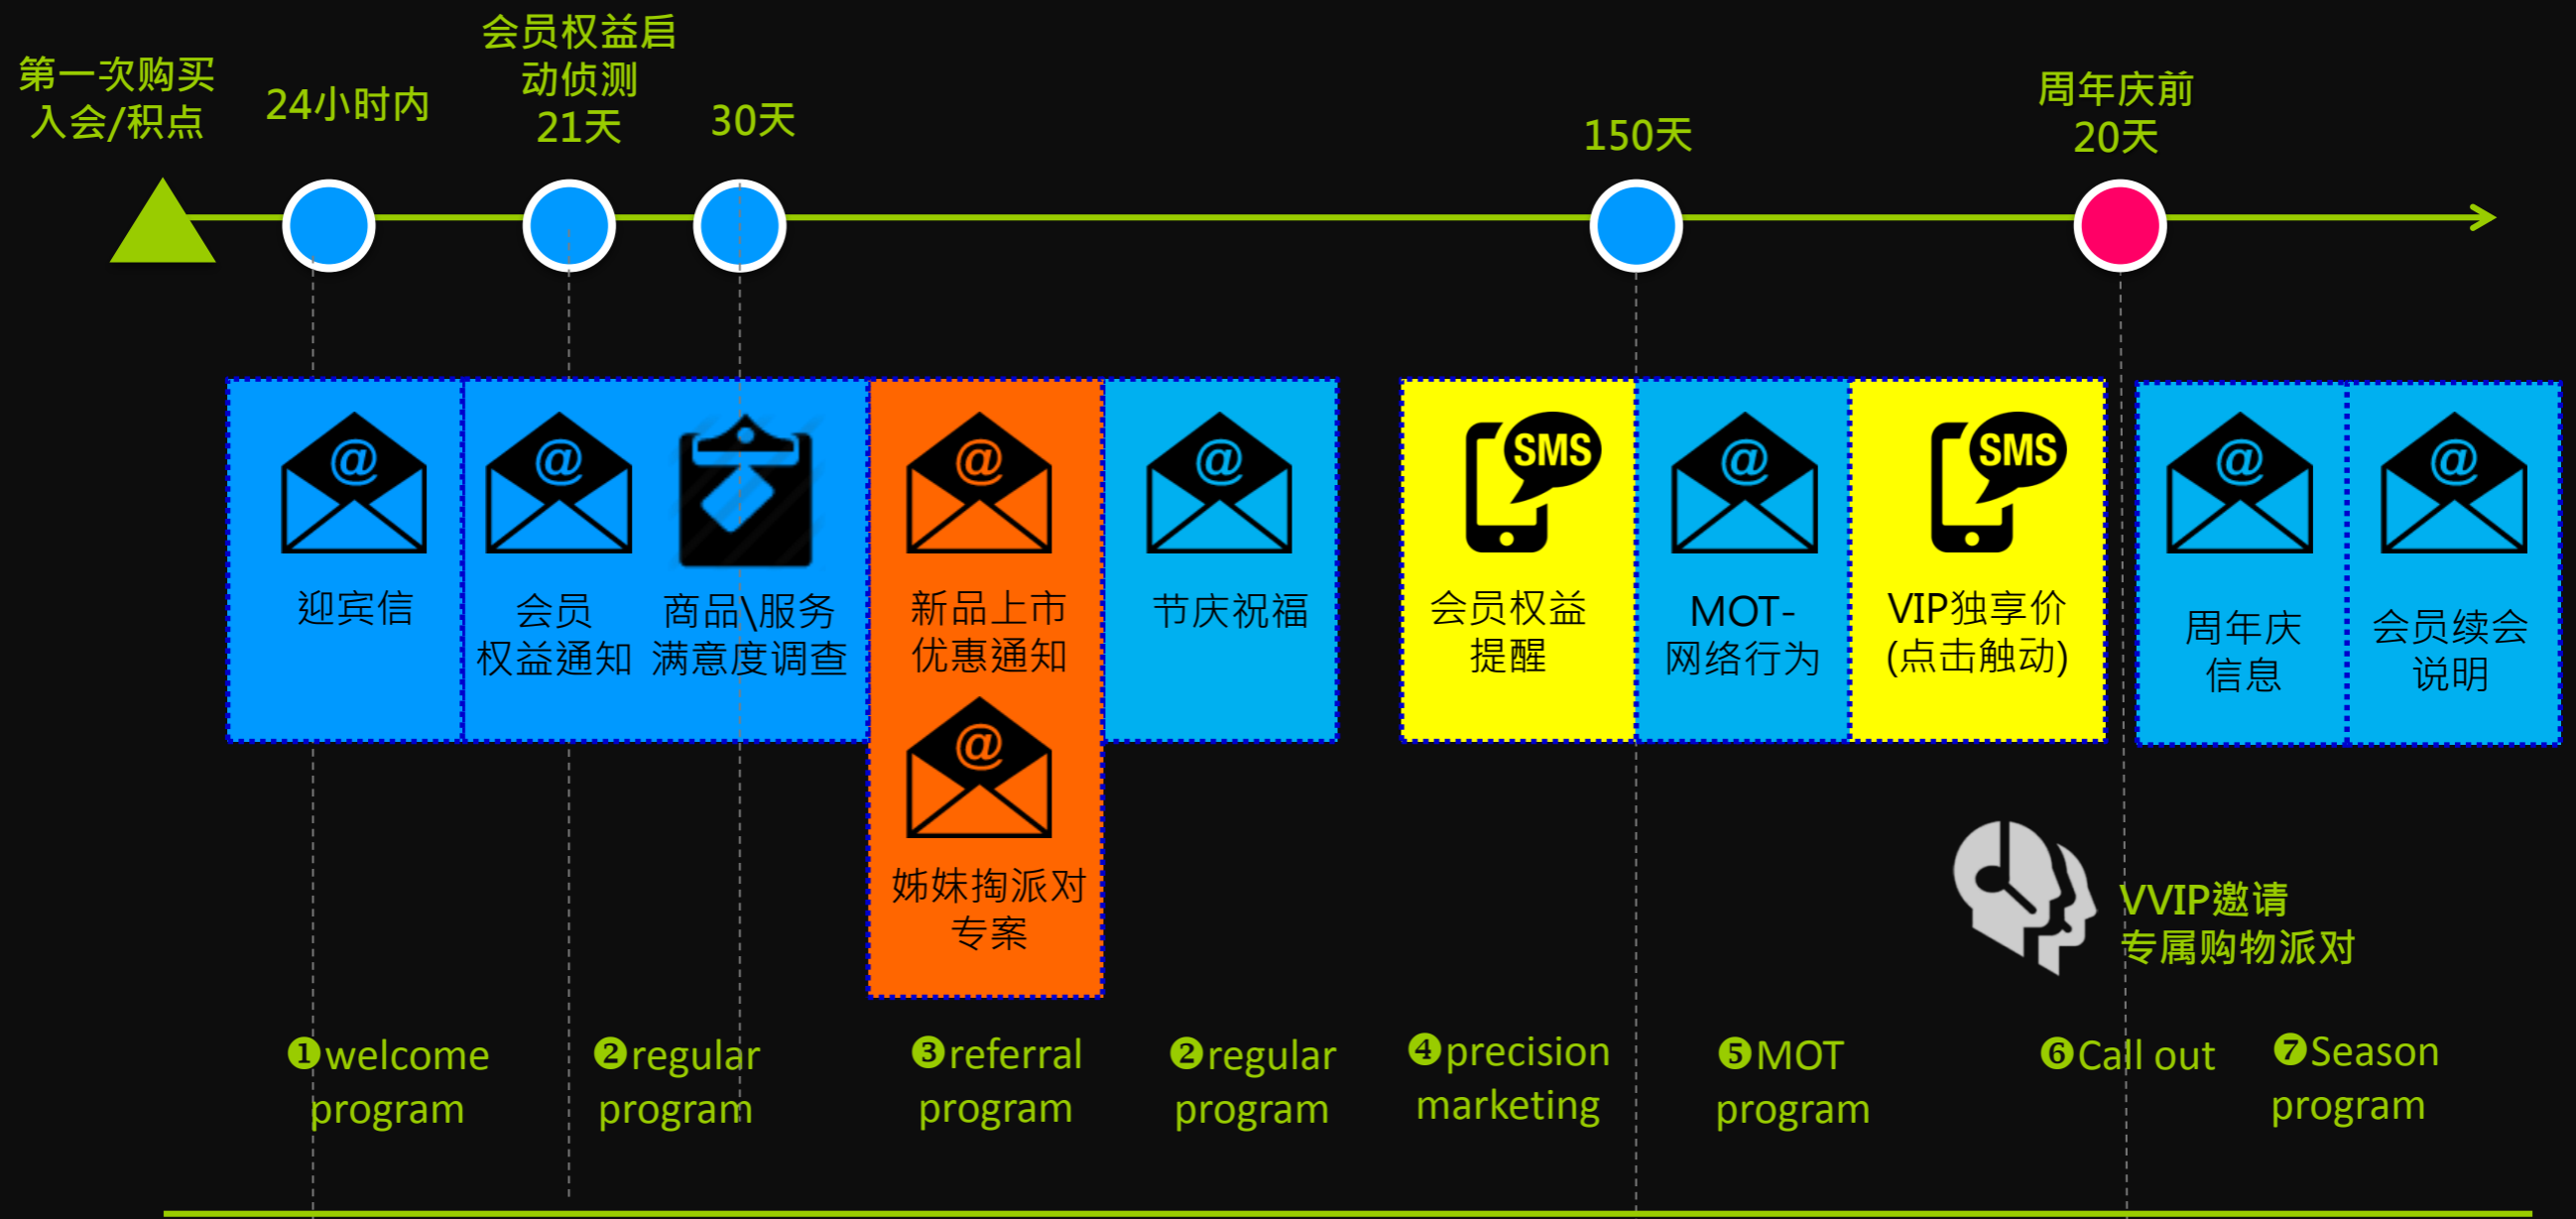 第一次购买
入会/积点
24小时内
会员权益启
动侦测
21天
30天
150天
周年庆前
20天
@
迎宾信
@
会员
权益通知
商品\服务
满意度调查
@
新品上市
优惠通知
@
姊妹掏派对
专案
@
节庆祝福
SMS
会员权益
提醒
@
MOT-
网络行为
SMS
VIP独享价
(点击触动)
@
周年庆
信息
@
会员续会
说明
VVIP邀请
专属购物派对
❶welcome
program
❷regular
program
❸referral
program
❷regular
program
❹precision
marketing
❺MOT
program
❻Call out
❼Season
program